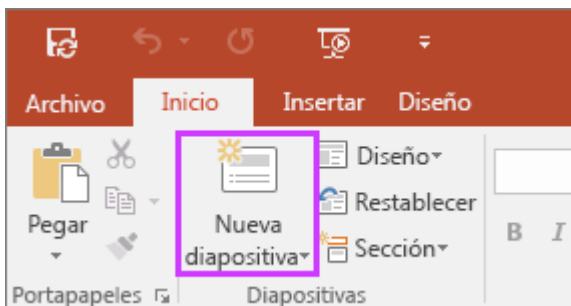 Archivo Inicio Insertar Diseño
Pegar
Nueva
diapositiva
Diseño
Restablecer
Sección
B I
Portapapeles Diapositivas